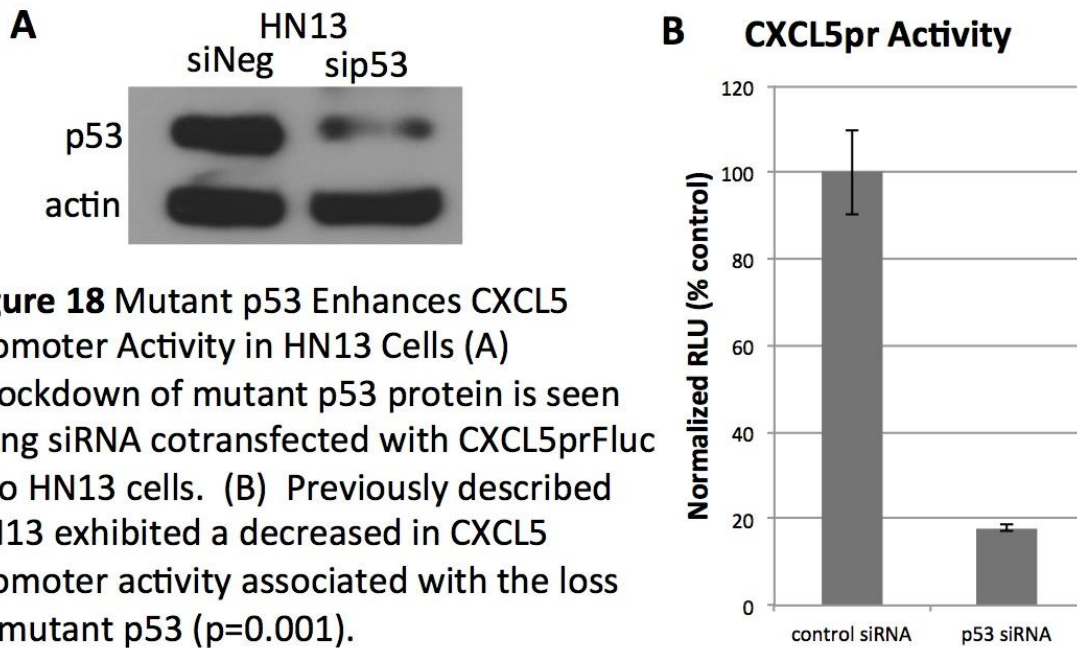 A
HN13
siNeg sip53
p53
actin
gure 18 Mutant p53 Enhances CXCL5
omoter Activity in HN13 Cells (A)
ockdown of mutant p53 protein is seen
ng siRNA cotransfected with CXCL5prFluc
o HN13 cells. (B) Previously described
N13 exhibited a decreased in CXCL5
omoter activity associated with the loss
mutant p53 (p=0.001).
B
CXCL5pr Activity
Normalized RLU (% control)
120
100
80
60
40
20
0
control siRNA p53 siRNA